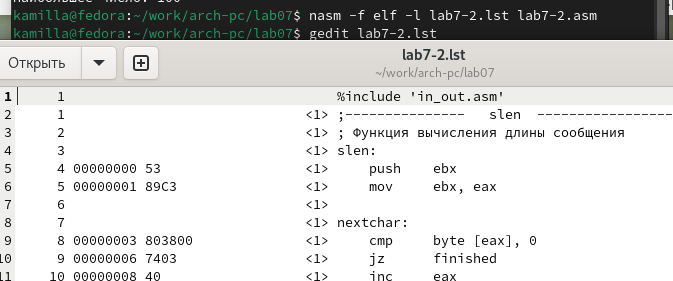 kamilla@fedora:~/work/arch-pc/lab07$ nasm -f elf -l lab7-2.lst lab7-2.asm
kamilla@fedora:~/work/arch-pc/lab07$ gedit lab7-2.lst
Открыть
lab7-2.lst
~/work/arch-pc/lab07
1 1 %include 'in_out.asm'
2 1 <1> ;--------------- slen -----------------
3 2 <1> ; Функция вычисления длины сообщения
4 3 <1> slen:
5 4 00000000 53 <1> push ebx
6 5 00000001 89C3 <1> mov ebx, eax
7 6 <1>
8 7 <1> nextchar:
9 8 00000003 803800 <1> cmp byte [eax], 0
10 9 00000006 7403 <1> jz finished
11 10 00000008 40 <1> inc eax